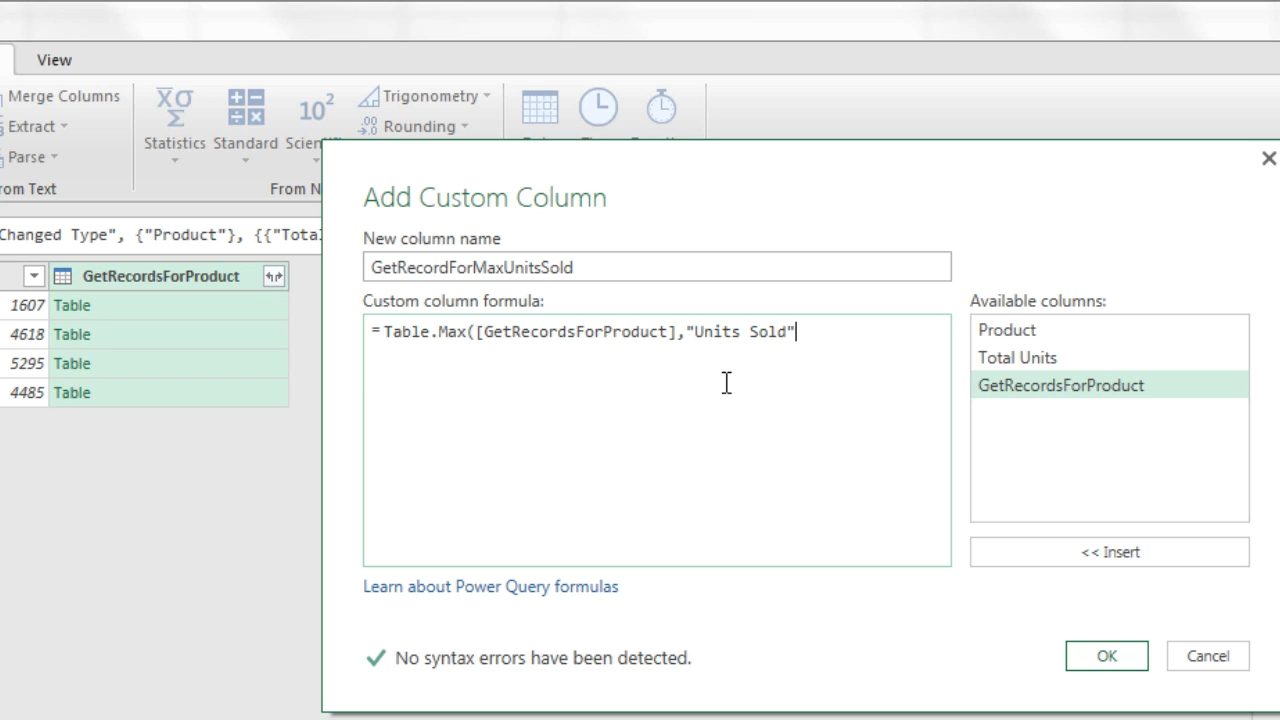 View
Merge Columns
Extract
Parse
rom Text
Statistics
Standard
10²
Trigonometry
Rounding
From N
Changed Type", {"Product"}, {{"Tota
GetRecordsForProduct
1607 Table
4618 Table
5295 Table
4485 Table
Add Custom Column
New column name
GetRecordForMaxUnitsSold
Custom column formula:
=Table.Max([GetRecordsForProduct],"Units Sold"
Available columns:
Product
Total Units
GetRecordsForProduct
<< Insert
Learn about Power Query formulas
No syntax errors have been detected.
OK
Cancel